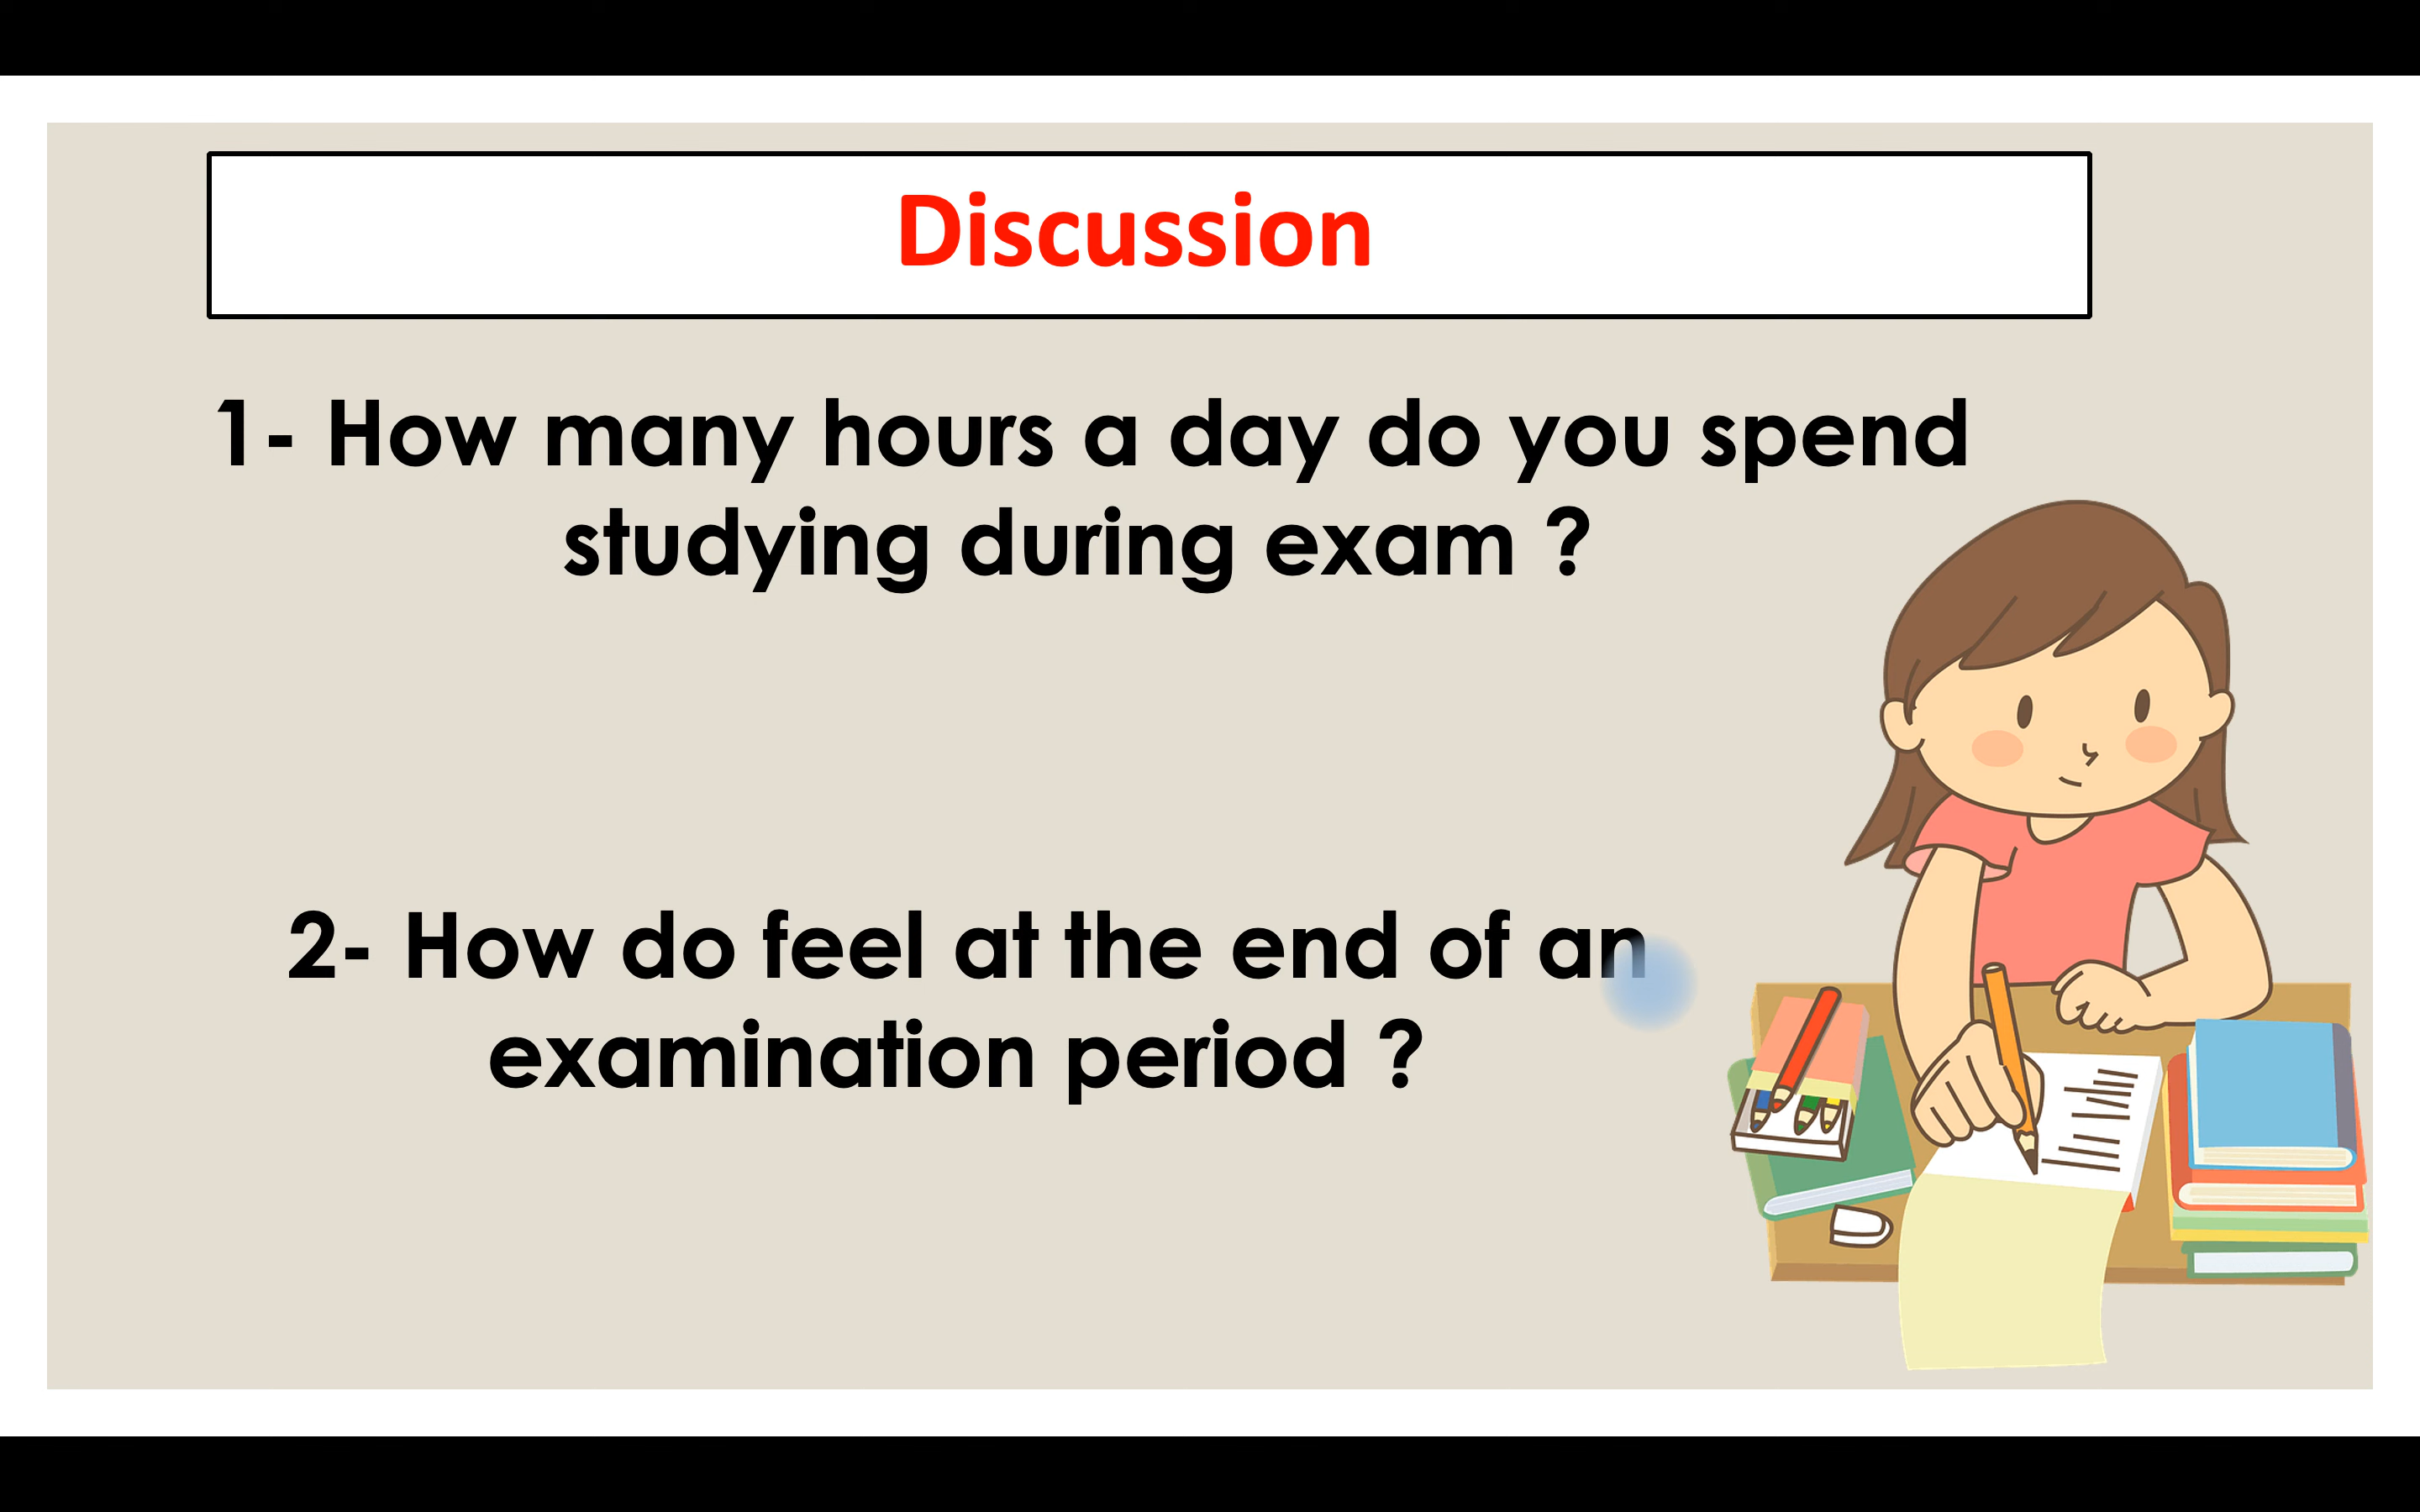 Discussion
1- How many hours a day do you spend
studying during exam ?
2- How do feel at the end of an
examination period ?